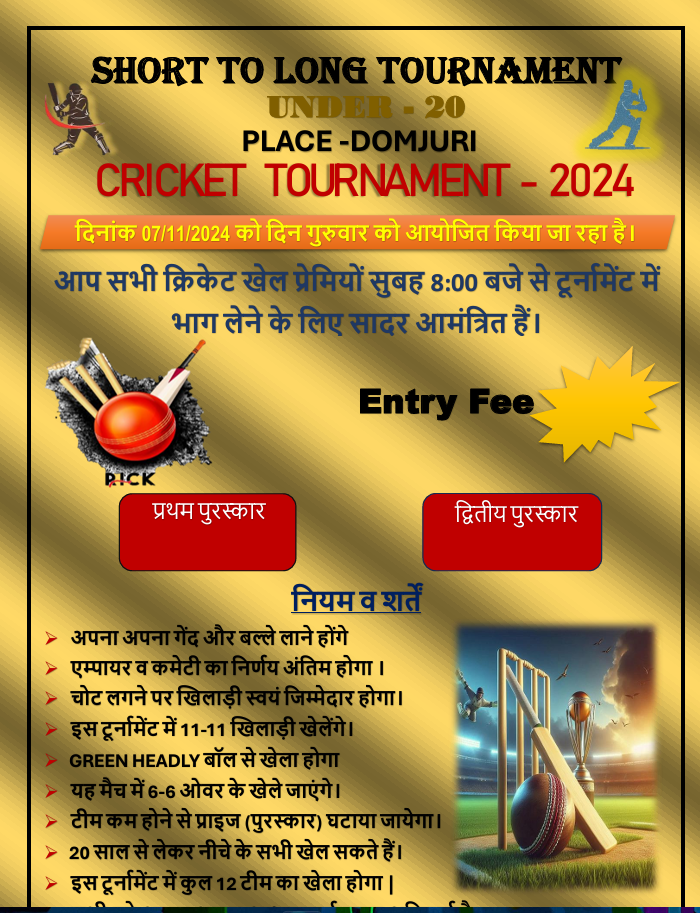 SHORT TO LONG TOURNAMENT
UNDER - 20
PLACE -DOMJURI
CRICKET TOURNAMENT - 2024
दिनांक 07/11/2024 को दिन गुरुवार को आयोजित किया जा रहा है।
आप सभी क्रिकेट खेल प्रेमियों सुबह 8:00 बजे से टूर्नामेंट में
भाग लेने के लिए सादर आमंत्रित हैं।
Entry Fee
प्रथम पुरस्कार
द्वितीय पुरस्कार
नियम व शर्तें
अपना अपना गेंद और बल्ले लाने होंगे
एम्पायर व कमेटी का निर्णय अंतिम होगा ।
चोट लगने पर खिलाड़ी स्वयं जिम्मेदार होगा।
इस टूर्नामेंट में 11-11 खिलाड़ी खेलेंगे।
GREEN HEADLY बॉल से खेला होगा
यह मैच में 6-6 ओवर के खेले जाएंगे।
टीम कम होने से प्राइज (पुरस्कार) घटाया जायेगा।
20 साल से लेकर नीचे के सभी खेल सकते हैं।
इस टूर्नामेंट में कुल 12 टीम का खेला होगा |